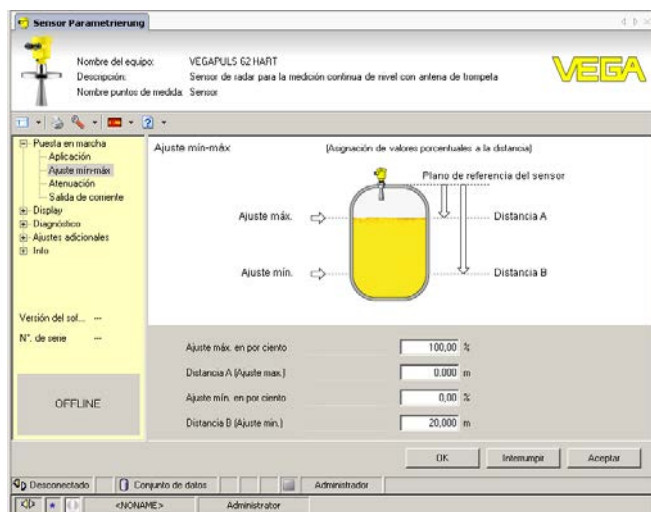 Sensor Parametrierung
Nombre del equipo: VEGAPULS 62 HART
Descripción: Sensor de radar para la medición continua de nivel con antena de trompeta
Nombre puntos de medida: Sensor
VEGA
Puesta en marcha
Aplicación
Ajuste mín-máx
Atenuación
Salida de corriente
Display
Diagnóstico
Ajustes adicionales
Info
Versión del sof... ---
N°. de serie ---
OFFLINE
Ajuste mín-máx
(Asignación de valores porcentuales a la distancia)
Plano de referencia del sensor
Ajuste máx.
Distancia A
Ajuste mín.
Distancia B
Ajuste máx. en por ciento 100,00 %
Distancia A (Ajuste max.) 0.000 m
Ajuste mín. en por ciento 0,00 %
Distancia B (Ajuste min.) 20,000 m
OK Interrumpir Aceptar
Desconectado Conjunto de datos Administrador
<NONAME> Administrator